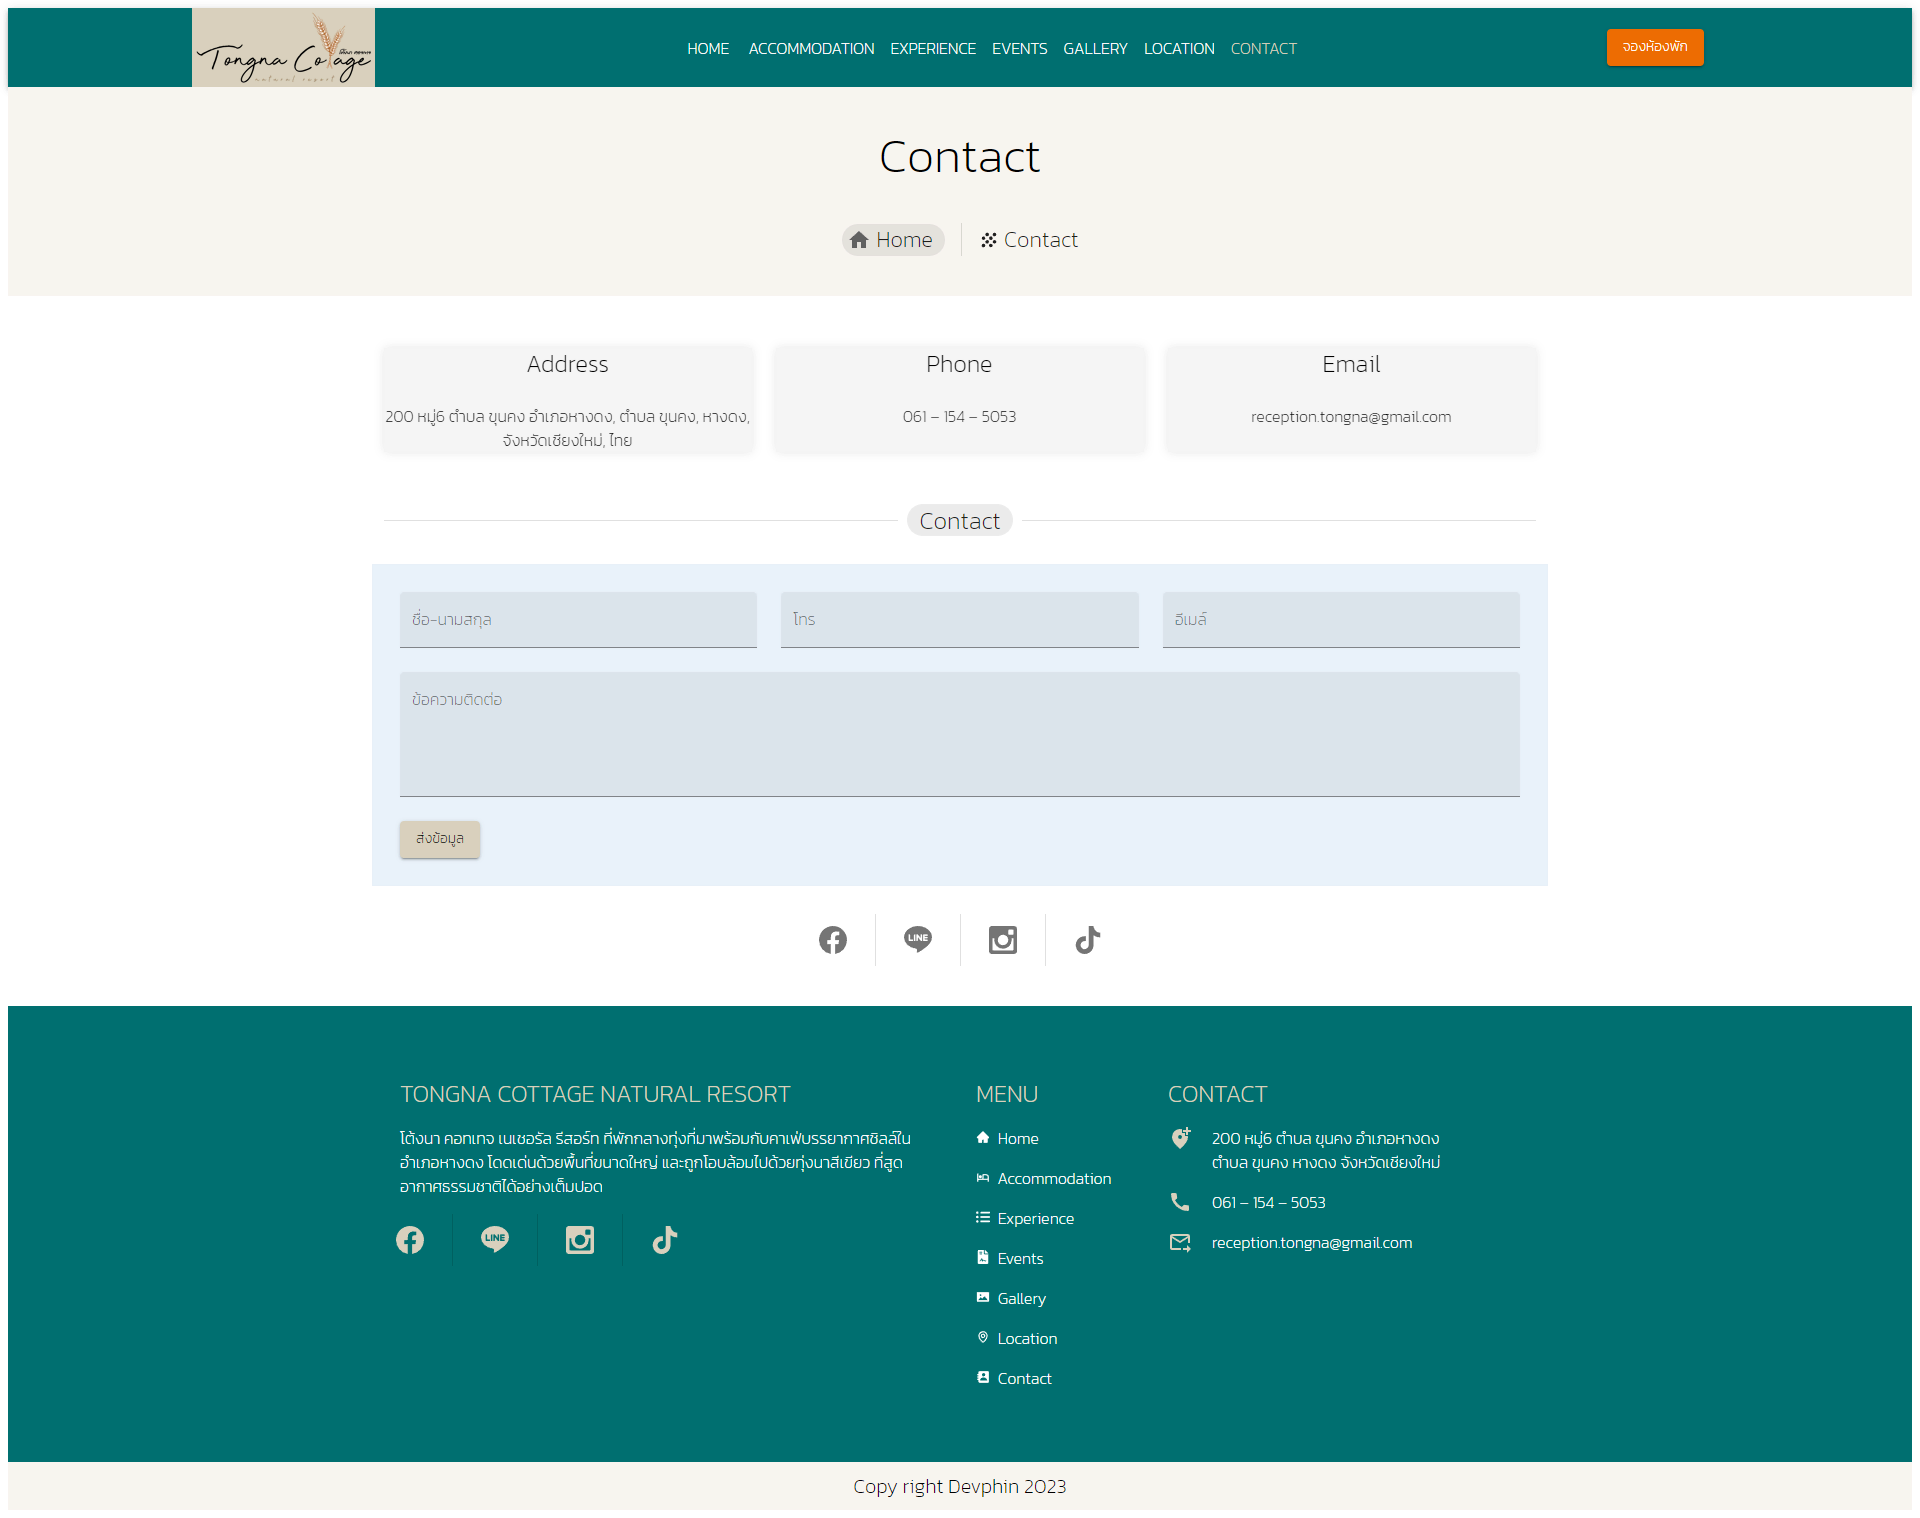 Tongna Cottage
natural resort
HOME ACCOMMODATION EXPERIENCE EVENTS GALLERY LOCATION CONTACT
จองห้องพัก
Contact
Home
Contact
Address
200 หมู่6 ตำบล ขุนคง อำเภอหางดง, ตำบล ขุนคง, หางดง,
จังหวัดเชียงใหม่, ไทย
Phone
061 – 154 – 5053
Email
reception.tongna@gmail.com
Contact
ชื่อ-นามสกุล
โทร
อีเมล์
ข้อความติดต่อ
ส่งข้อมูล
LINE
TONGNA COTTAGE NATURAL RESORT
โต้งนา คอทเทจ เนเชอรัล รีสอร์ท ที่พักกลางทุ่งที่มาพร้อมกับคาเฟ่บรรยากาศชิลล์ใน
อำเภอหางดง โดดเด่นด้วยพื้นที่ขนาดใหญ่ และถูกโอบล้อมไปด้วยทุ่งนาสีเขียว ที่สูด
อากาศธรรมชาติได้อย่างเต็มปอด
LINE
MENU
Home
Accommodation
Experience
Events
Gallery
Location
Contact
CONTACT
200 หมู่6 ตำบล ขุนคง อำเภอหางดง
ตำบล ขุนคง หางดง จังหวัดเชียงใหม่
061 – 154 – 5053
reception.tongna@gmail.com
Copy right Devphin 2023